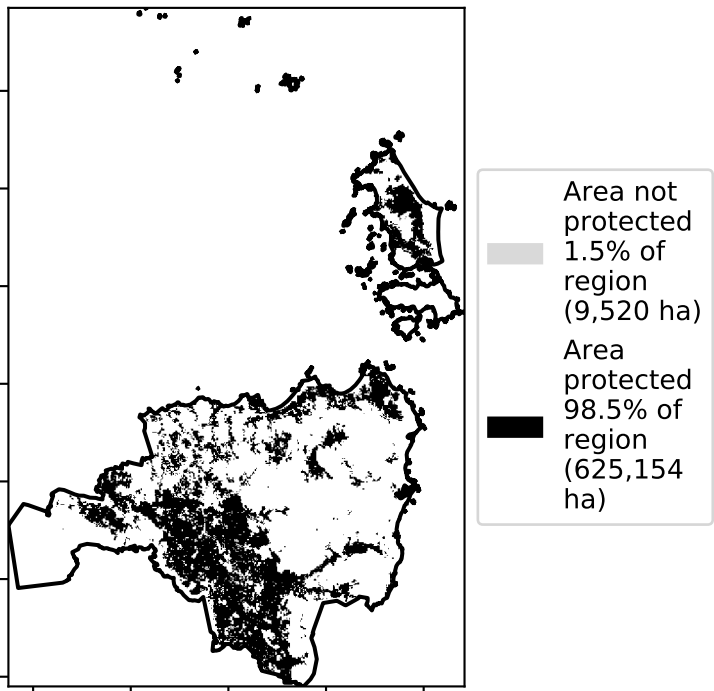 Area not
protected
1.5% of
region
(9,520 ha)
Area
protected
98.5% of
region
(625,154
ha)